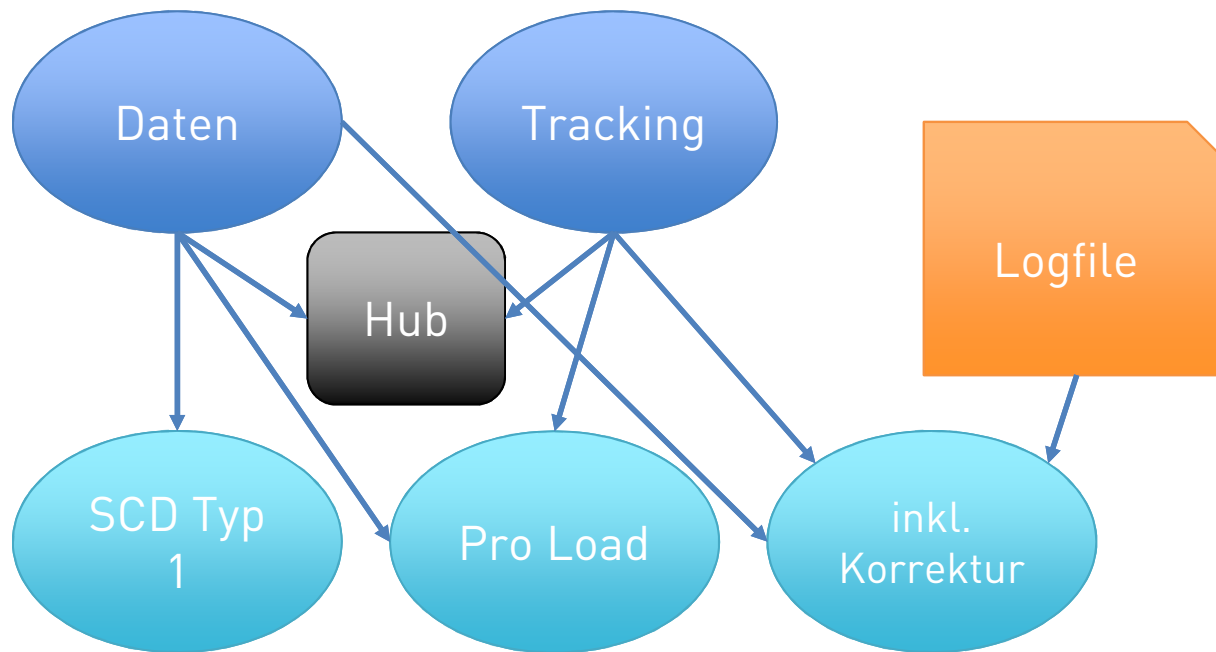 Daten
Tracking
Logfile
Hub
SCD Typ
1
Pro Load
inkl.
Korrektur